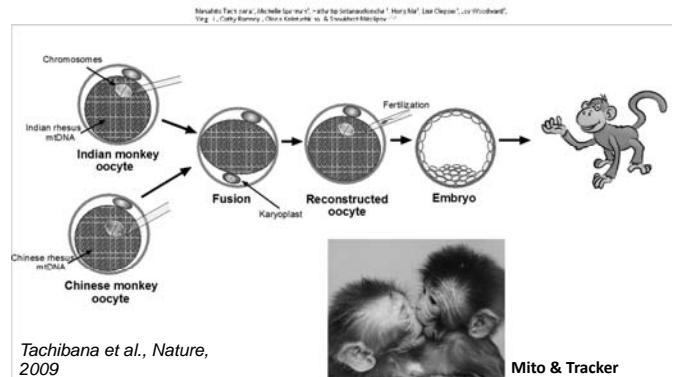 Chromosomes
Indian rhesus
mtDNA
Indian monkey
oocyte
Fertilization
Fusion
Reconstructed
oocyte
Embryo
Karyoplast
Chinese rhesus
mtDNA
Chinese monkey
oocyte
Tachibana et al., Nature,
2009
Mito & Tracker